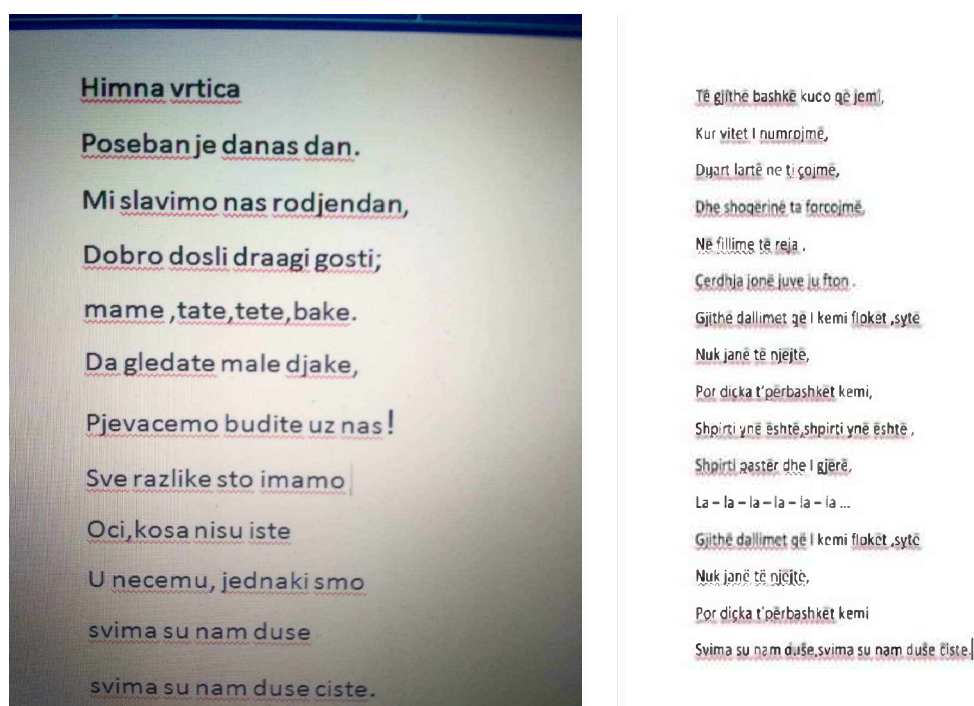 Himna vrtica
Poseban je danas dan.
Mi slavimo nas rodjendan,
Dobro dosli draagi gosti;
mame ,tate,tete,bake.
Da gledate male djake,
Pjevacemo budite uz nas!
Sve razlike sto imamo
Oci,kosa nisu iste
U necemu, jednaki smo
svima su nam duse
svima su nam duse ciste.
Të gjithë bashkë kudo që jemi,
Kur vitet I numrojmë,
Dyart lartë ne ti çojmë,
Dhe shoqërinë ta forcojmë,
Në fillime të reja .
Çerdhja jonë juve ju fton .
Gjithë dallimet që I kemi flokët ,sytë
Nuk janë të njëjtë,
Por diçka t'përbashkët kemi,
Shpirti ynë është,shpirti ynë është ,
Shpirti pastër dhe I gjërë,
La – la – la – la – la – la ...
Gjithë dallimet që I kemi flokët ,sytë
Nuk janë të njëjtë,
Por diçka t'përbashkët kemi
Svima su nam duše,svima su nam duše čiste.